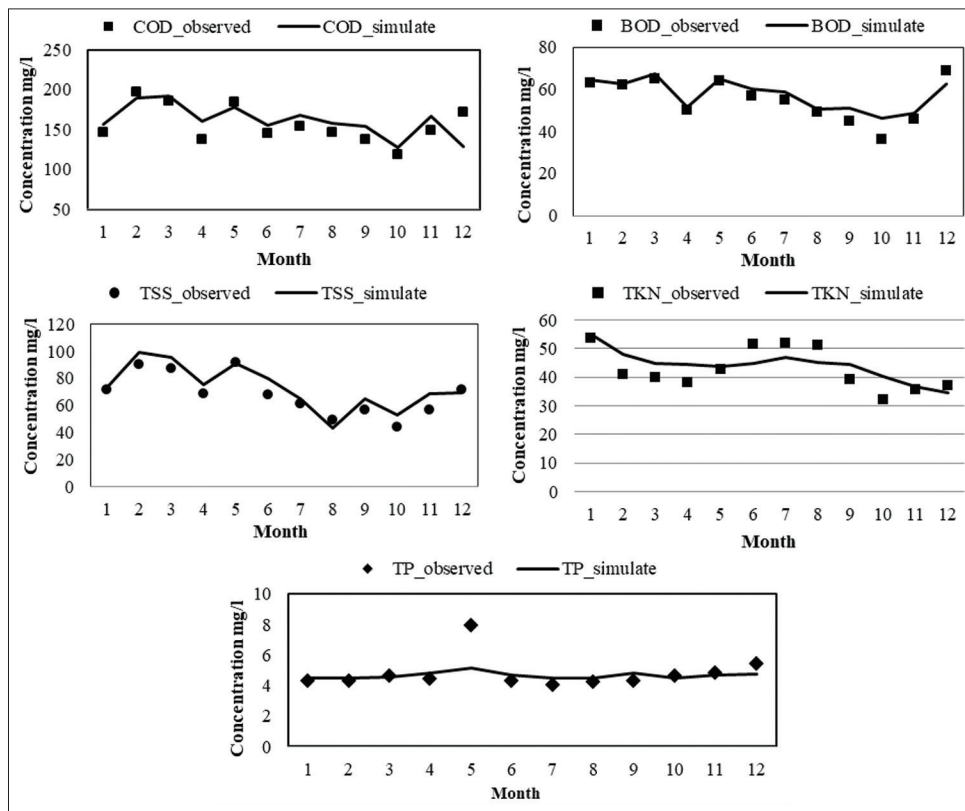 COD_observed COD_simulate
Concentration mg/l
250
200
150
100
50
1 2 3 4 5 6 7 8 9 10 11 12
Month
BOD_observed BOD_simulate
Concentration mg/l
80
60
40
20
0
1 2 3 4 5 6 7 8 9 10 11 12
Month
TSS_observed TSS_simulate
Concentration mg/l
120
100
80
60
40
20
0
1 2 3 4 5 6 7 8 9 10 11 12
Month
TKN_observed TKN_simulate
Concentration mg/l
60
50
40
30
20
10
0
1 2 3 4 5 6 7 8 9 10 11 12
Month
TP_observed TP_simulate
Concentration mg/l
10
8
6
4
2
0
1 2 3 4 5 6 7 8 9 10 11 12
Month